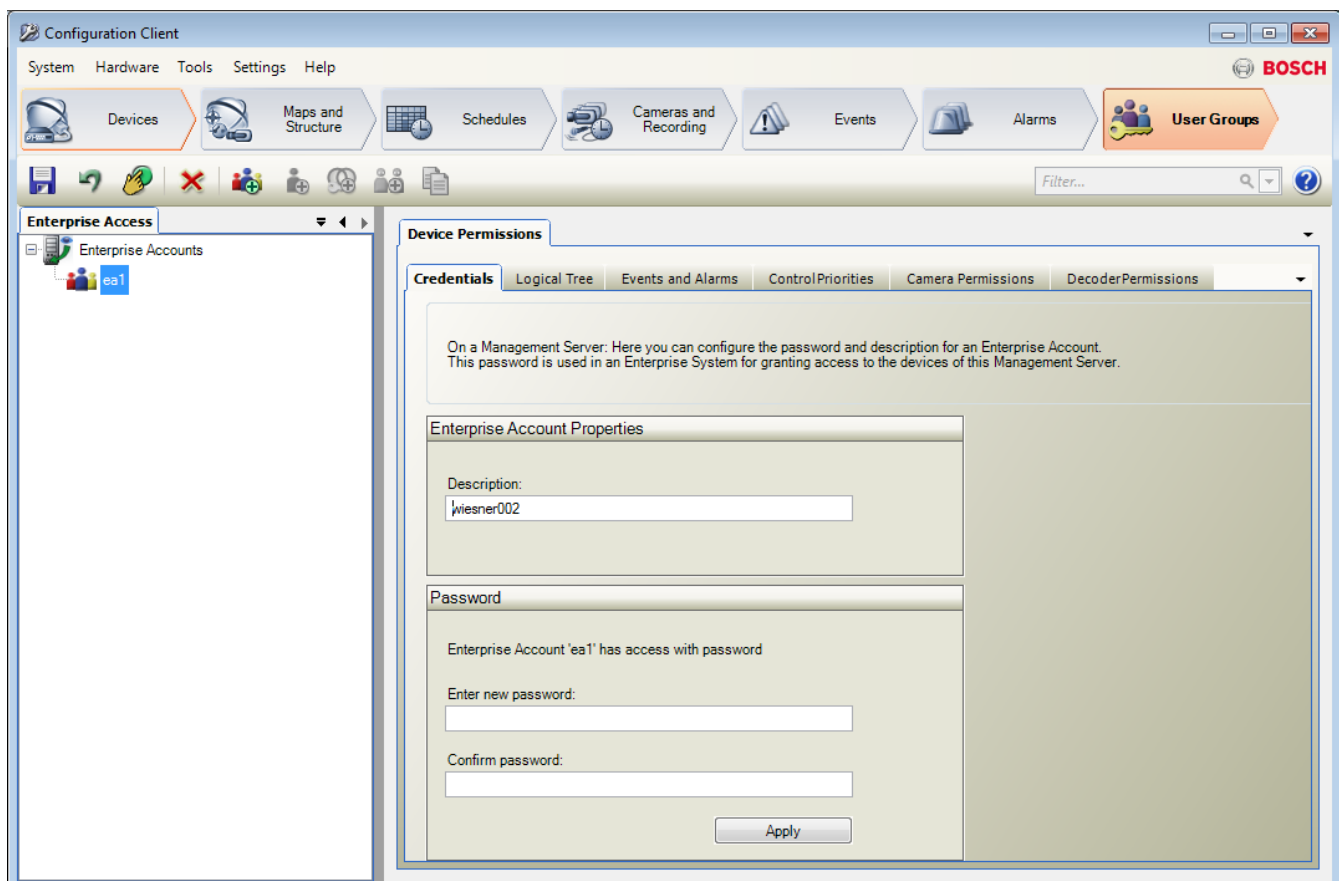 Configuration Client
System Hardware Tools Settings Help
BOSCH
Devices
Maps and
Structure
Schedules
Cameras and
Recording
Events
Alarms
User Groups
Filter...
Enterprise Access
Enterprise Accounts
ea1
Device Permissions
Credentials Logical Tree Events and Alarms ControlPriorities Camera Permissions DecoderPermissions
On a Management Server: Here you can configure the password and description for an Enterprise Account.
This password is used in an Enterprise System for granting access to the devices of this Management Server.
Enterprise Account Properties
Description:
wiesner002
Password
Enterprise Account 'ea1' has access with password
Enter new password:
Confirm password:
Apply